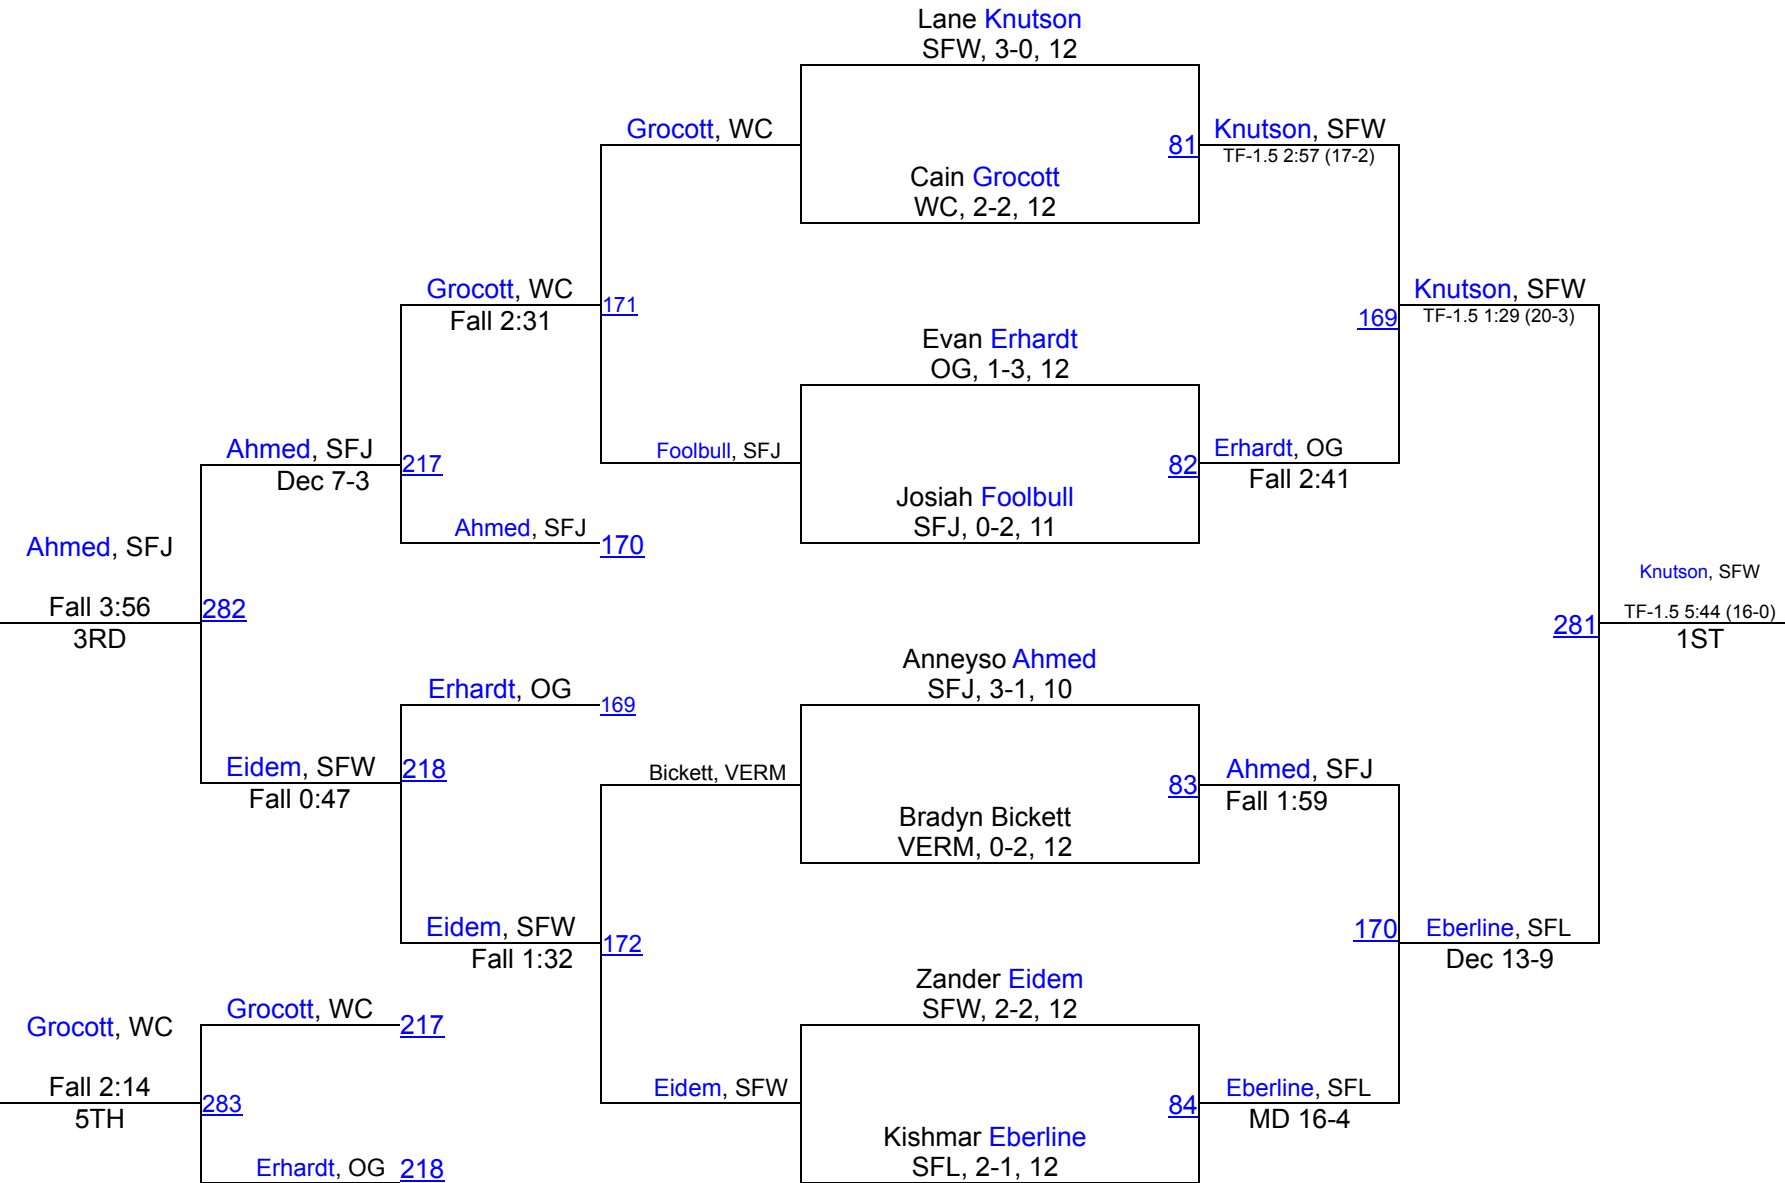 Lane Knutson
SFW, 3-0, 12
Grocott, WC
81
Knutson, SFW
TF-1.5 2:57 (17-2)
Cain Grocott
WC, 2-2, 12
Grocott, WC
Fall 2:31
171
Knutson, SFW
TF-1.5 1:29 (20-3)
169
Evan Erhardt
OG, 1-3, 12
Ahmed, SFJ
Dec 7-3
217
Foolbull, SFJ
82
Erhardt, OG
Fall 2:41
Josiah Foolbull
SFJ, 0-2, 11
Ahmed, SFJ
170
Ahmed, SFJ
Fall 3:56
3RD
282
Knutson, SFW
TF-1.5 5:44 (16-0)
1ST
281
Anneyso Ahmed
SFJ, 3-1, 10
Erhardt, OG
169
Eidem, SFW
Fall 0:47
218
Bickett, VERM
83
Ahmed, SFJ
Fall 1:59
Bradyn Bickett
VERM, 0-2, 12
Eidem, SFW
Fall 1:32
172
170
Eberline, SFL
Dec 13-9
Zander Eidem
SFW, 2-2, 12
Grocott, WC
217
Grocott, WC
Fall 2:14
5TH
283
Eidem, SFW
84
Eberline, SFL
MD 16-4
Kishmar Eberline
SFL, 2-1, 12
Erhardt, OG
218